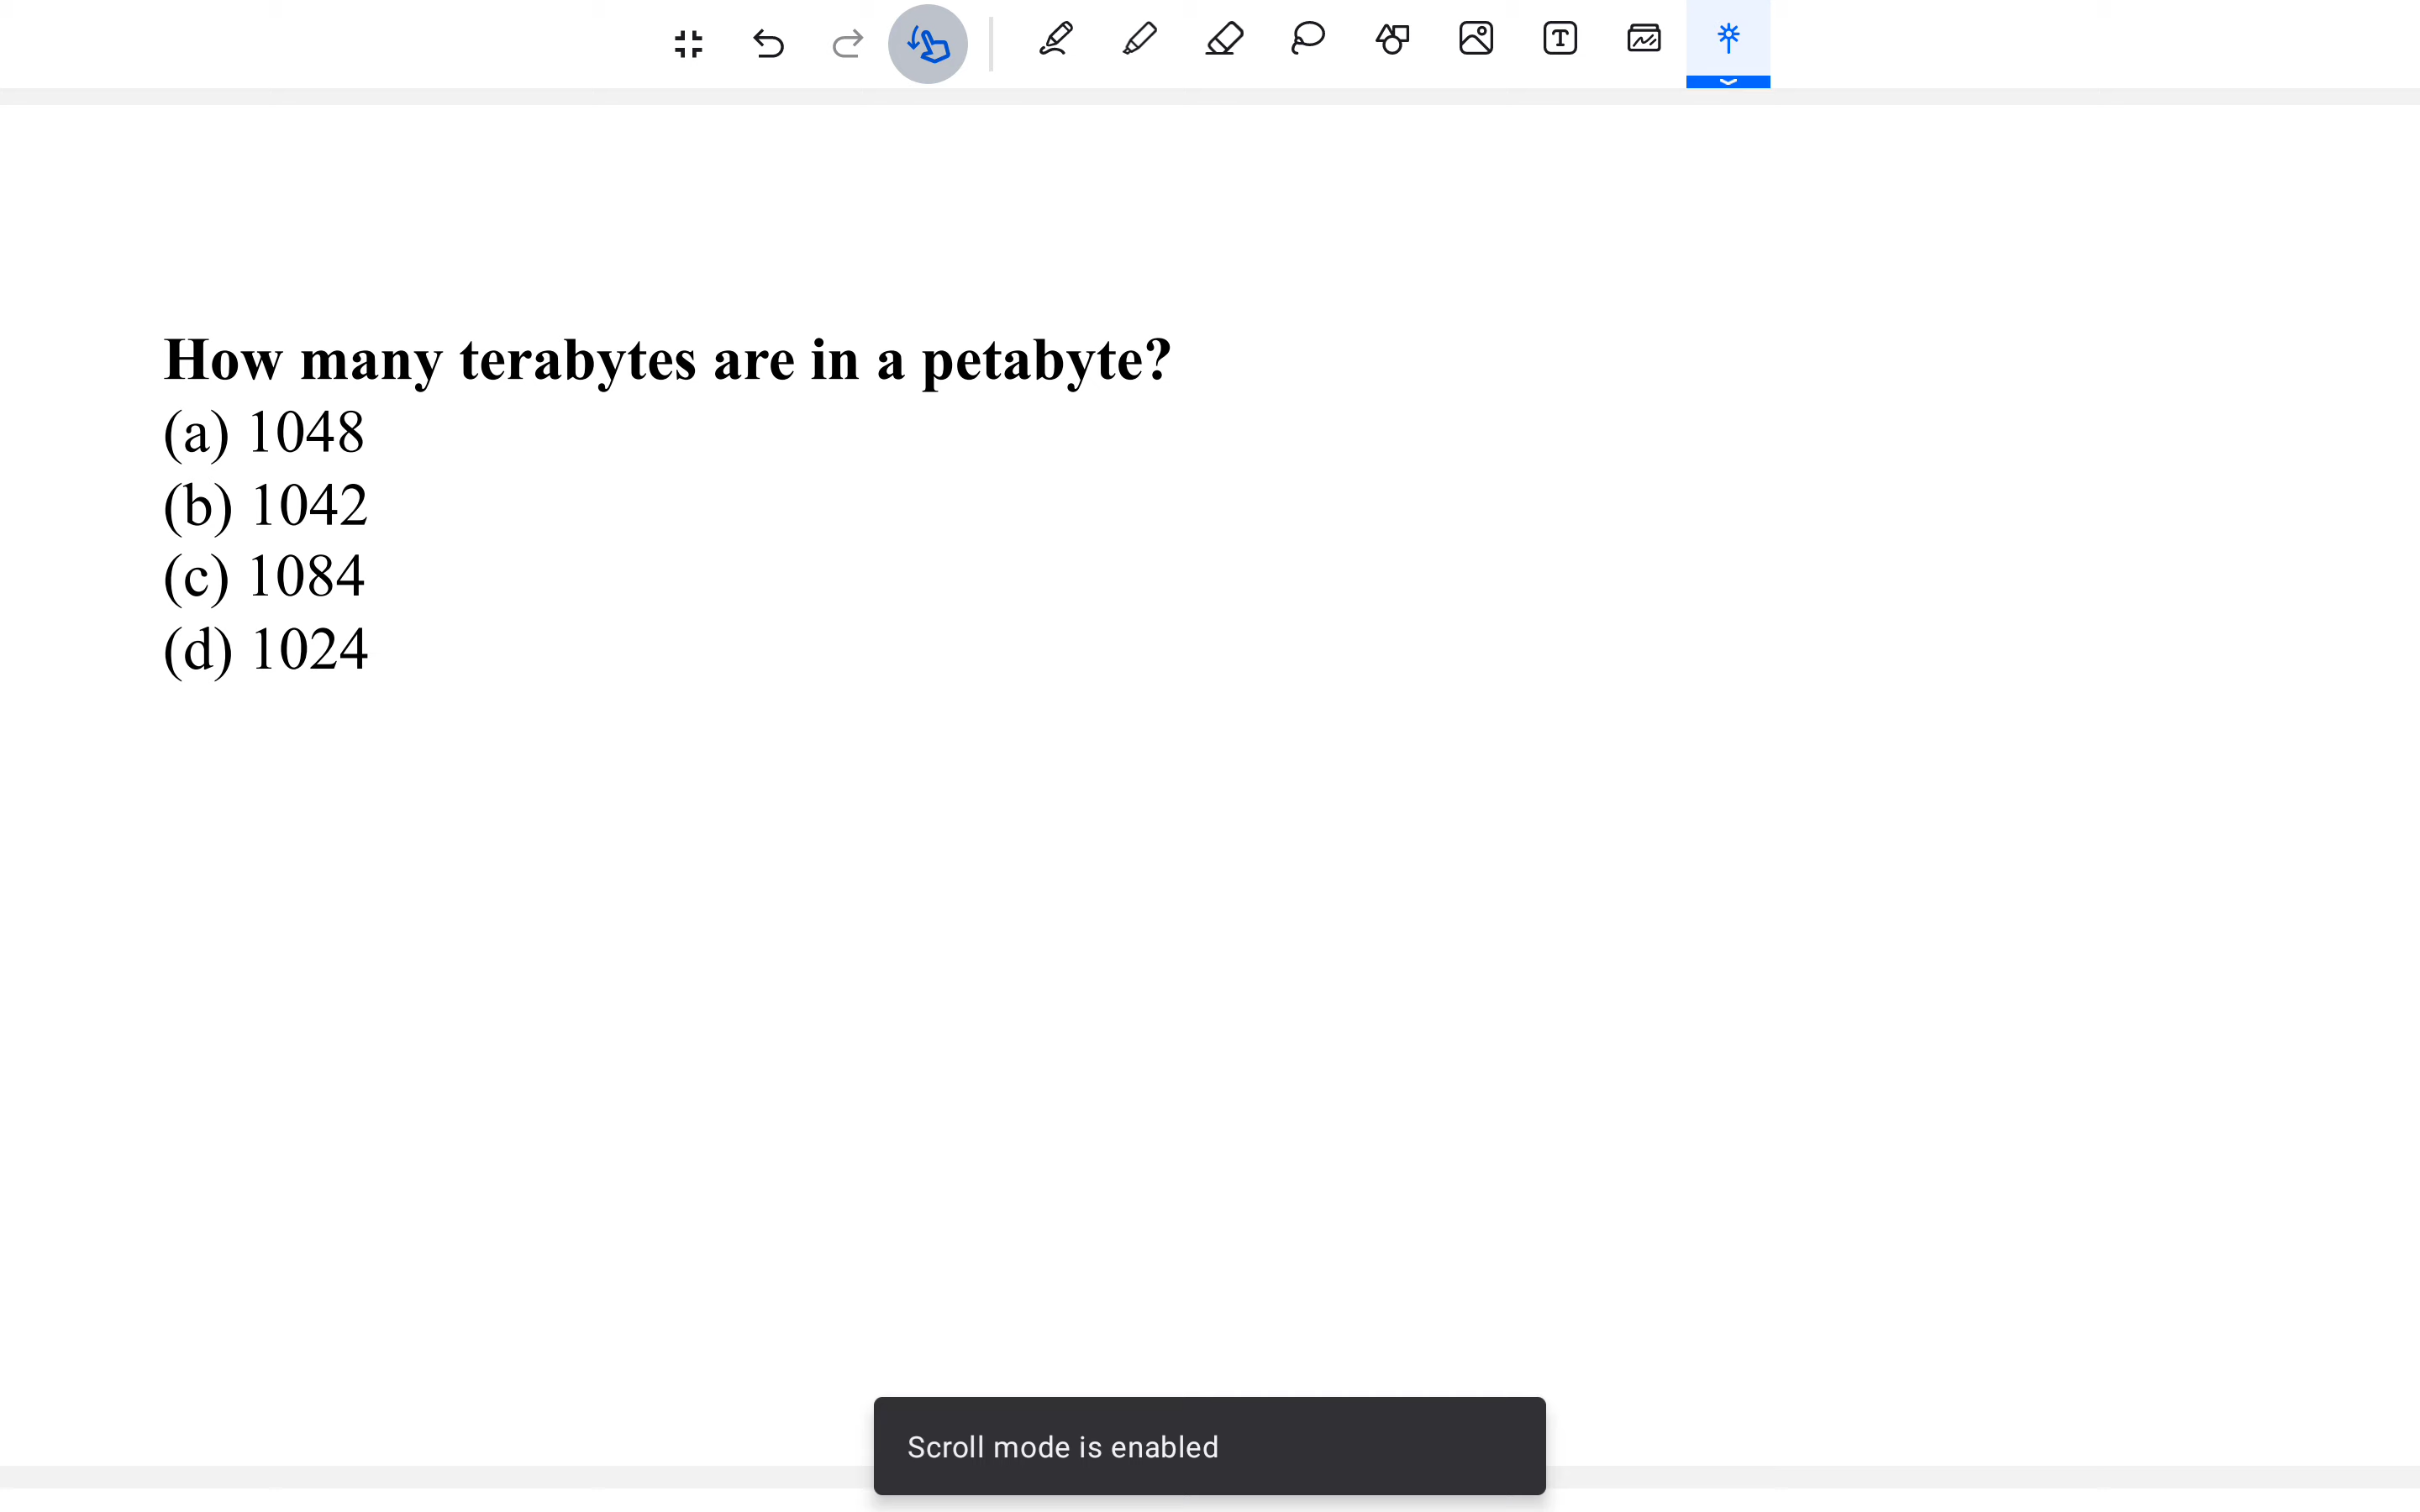 How many terabytes are in a petabyte?
(a) 1048
(b) 1042
(c) 1084
(d) 1024
Scroll mode is enabled